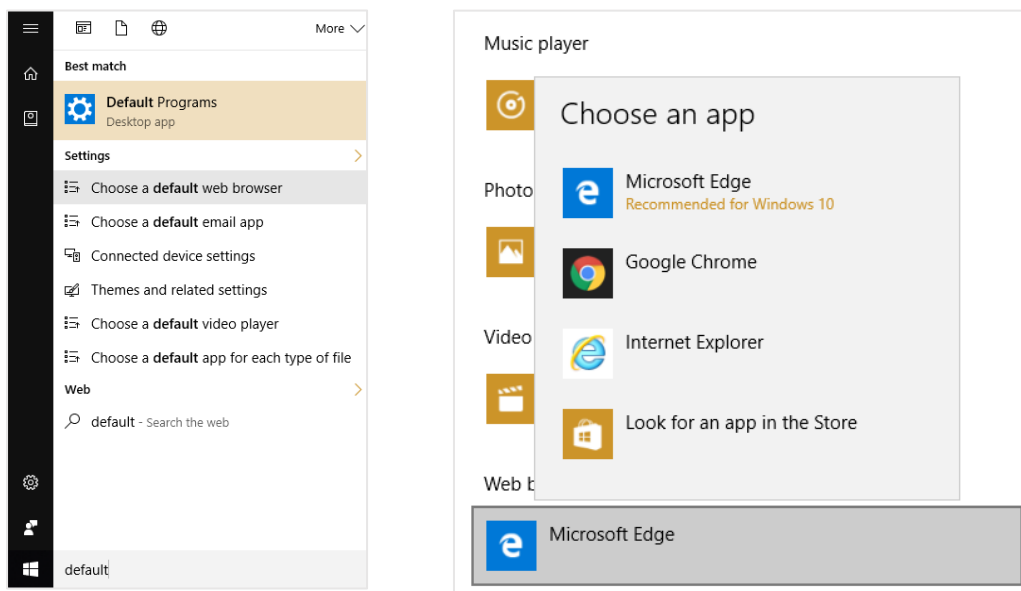 More
Best match
Default Programs
Desktop app
Settings
Choose a default web browser
Choose a default email app
Connected device settings
Themes and related settings
Choose a default video player
Choose a default app for each type of file
Web
default - Search the web
default
Music player
Choose an app
Microsoft Edge
Recommended for Windows 10
Photo
Google Chrome
Video
Internet Explorer
Look for an app in the Store
Web b
Microsoft Edge